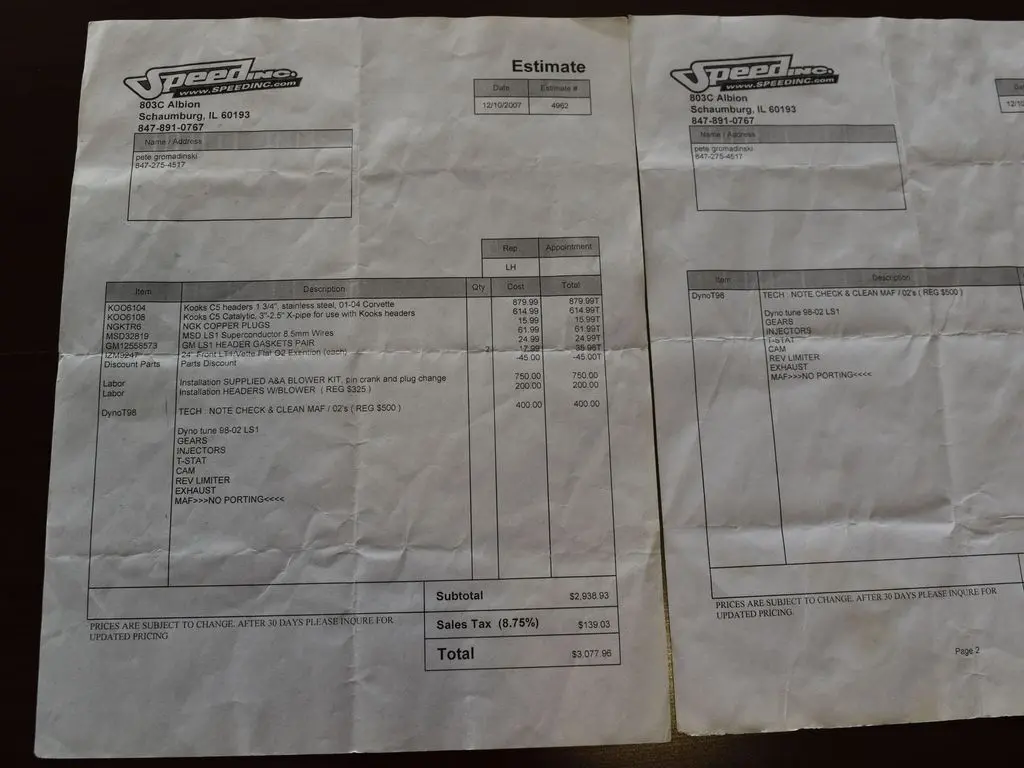 Speed INC.
WWW.SPEEDINC.COM
803C Albion
Schaumburg, IL 60193
847-891-0767
Estimate
Date Estimate #
12/10/2007 4962
Name / Address
pete gromadinski
847-275-4517
Rep Appointment
LH
Item Description Qty Cost Total
KOO6104 Kooks C5 headers 1 3/4", stainless steel, 01-04 Corvette 879.99 879.99T
KOO6108 Kooks C5 Catalytic, 3"-2.5" X-pipe for use with Kooks headers 614.99 614.99T
NGKTR6 NGK COPPER PLUGS 15.99 15.99T
MSD32819 MSD LS1 Superconductor 8.5mm Wires 61.99 61.99T
GM12555573 GM LS1 HEADER GASKETS PAIR 24.99 24.99T
24" Front LT1/Vette Flat O2 Extention (each) 2 17.99 35.98T
Discount Parts Parts Discount -45.00 -45.00T
Labor Installation SUPPLIED A&A BLOWER KIT, pin crank and plug change 750.00 750.00
Labor Installation HEADERS W/BLOWER ( REG $325 ) 200.00 200.00
DynoT98 TECH : NOTE CHECK & CLEAN MAF / 02's ( REG $500 ) 400.00 400.00
Dyno tune 98-02 LS1
GEARS
INJECTORS
T-STAT
CAM
REV LIMITER
EXHAUST
MAF>>>NO PORTING<<<<
Subtotal $2,938.93
Sales Tax (8.75%) $139.03
Total $3,077.96
PRICES ARE SUBJECT TO CHANGE. AFTER 30 DAYS PLEASE INQURE FOR
UPDATED PRICING
Speed INC.
WWW.SPEEDINC.COM
803C Albion
Schaumburg, IL 60193
847-891-0767
12/10
Name / Address
pete gromadinski
847-275-4517
Item Description
DynoT98 TECH : NOTE CHECK & CLEAN MAF / 02's ( REG $500 )
Dyno tune 98-02 LS1
GEARS
INJECTORS
T-STAT
CAM
REV LIMITER
EXHAUST
MAF>>>NO PORTING<<<<
PRICES ARE SUBJECT TO CHANGE. AFTER 30 DAYS PLEASE INQURE FOR
UPDATED PRICING.
Page 2